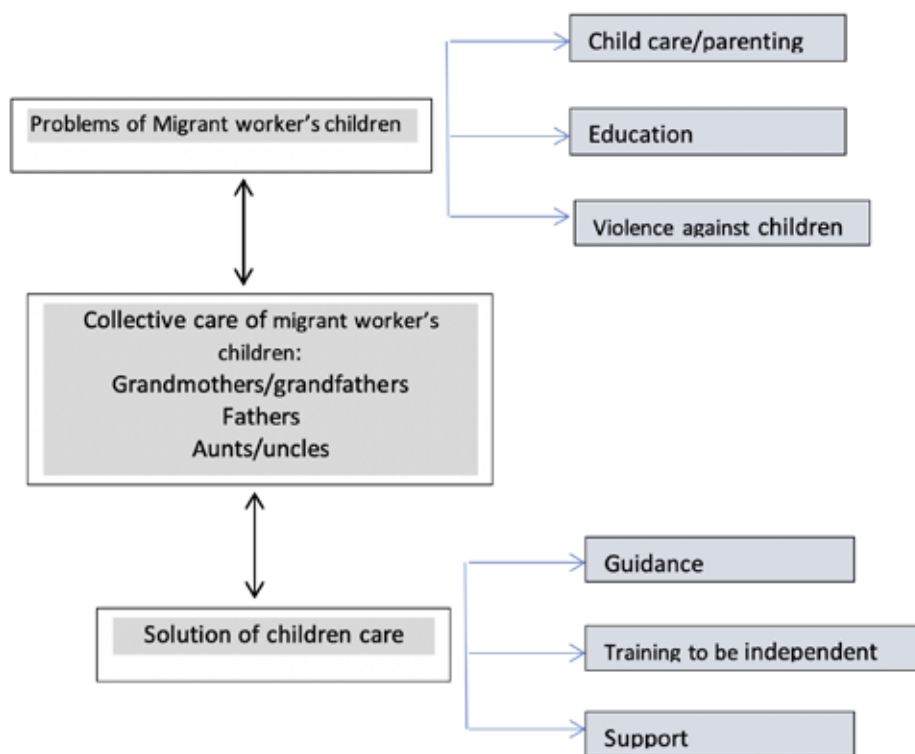 Problems of Migrant worker's children
Child care/parenting
Education
Violence against children
Collective care of migrant worker's
children:
Grandmothers/grandfathers
Fathers
Aunts/uncles
Solution of children care
Guidance
Training to be independent
Support